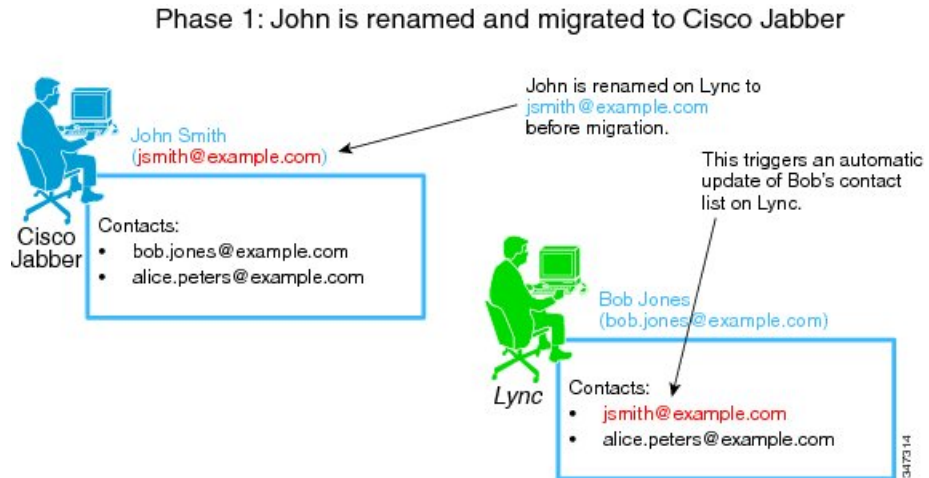 Phase 1: John is renamed and migrated to Cisco Jabber
John is renamed on Lync to
jsmith@example.com
before migration.
John Smith
(jsmith@example.com)
Cisco
Jabber
Contacts:
• bob.jones@example.com
• alice.peters@example.com
This triggers an automatic
update of Bob's contact
list on Lync.
Bob Jones
(bob.jones@example.com)
Lync
Contacts:
• jsmith@example.com
• alice.peters@example.com
347314